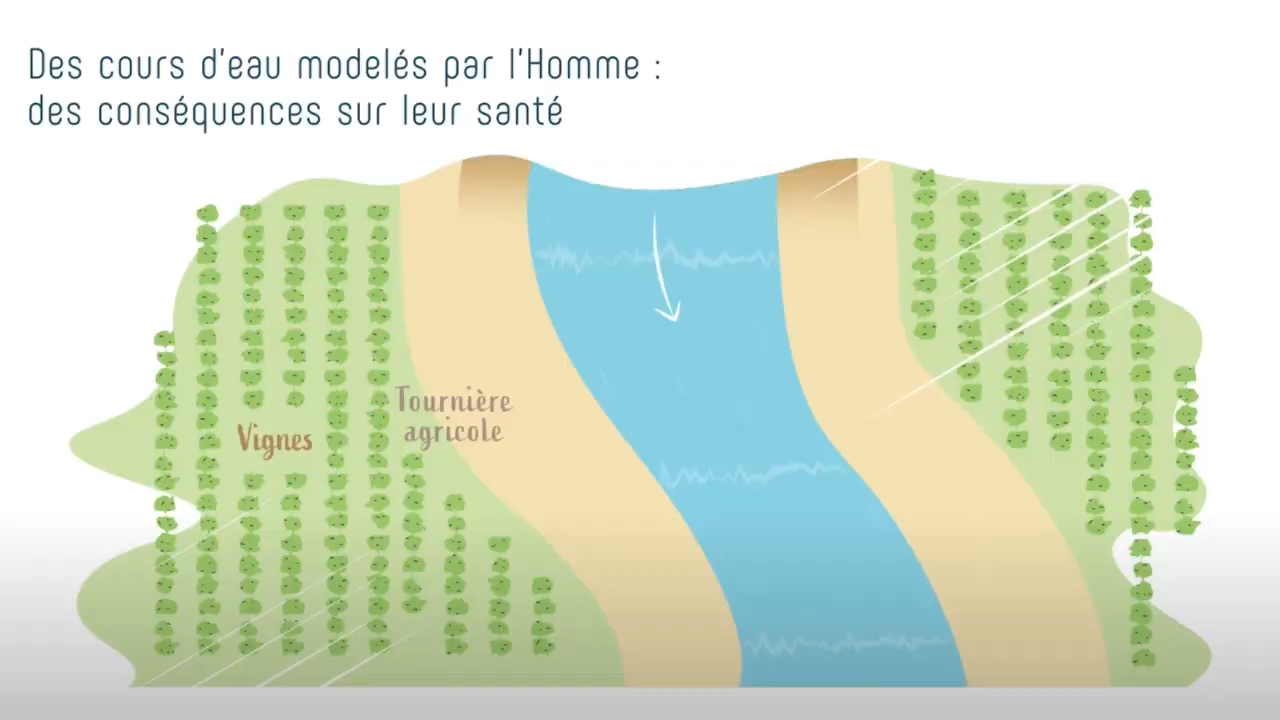 Des cours d'eau modelés par l'Homme :
des conséquences sur leur santé
Tournière
agricole
Vignes